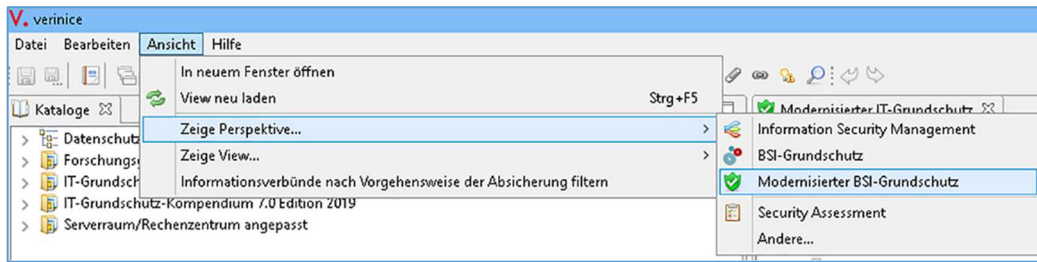 verinice
Datei Bearbeiten Ansicht Hilfe
In neuem Fenster öffnen
View neu laden Strg+F5
Kataloge Modernisierter IT-Grundschutz
Zeige Perspektive... Information Security Management
Datenschutz
Zeige View... BSI-Grundschutz
IT-Grundsch
Informationsverbünde nach Vorgehensweise der Absicherung filtern Modernisierter BSI-Grundschutz
IT-Grundschutz-Kompendium 7.0 Edition 2019
Security Assessment
Serverraum/Rechenzentrum angepasst
Andere...